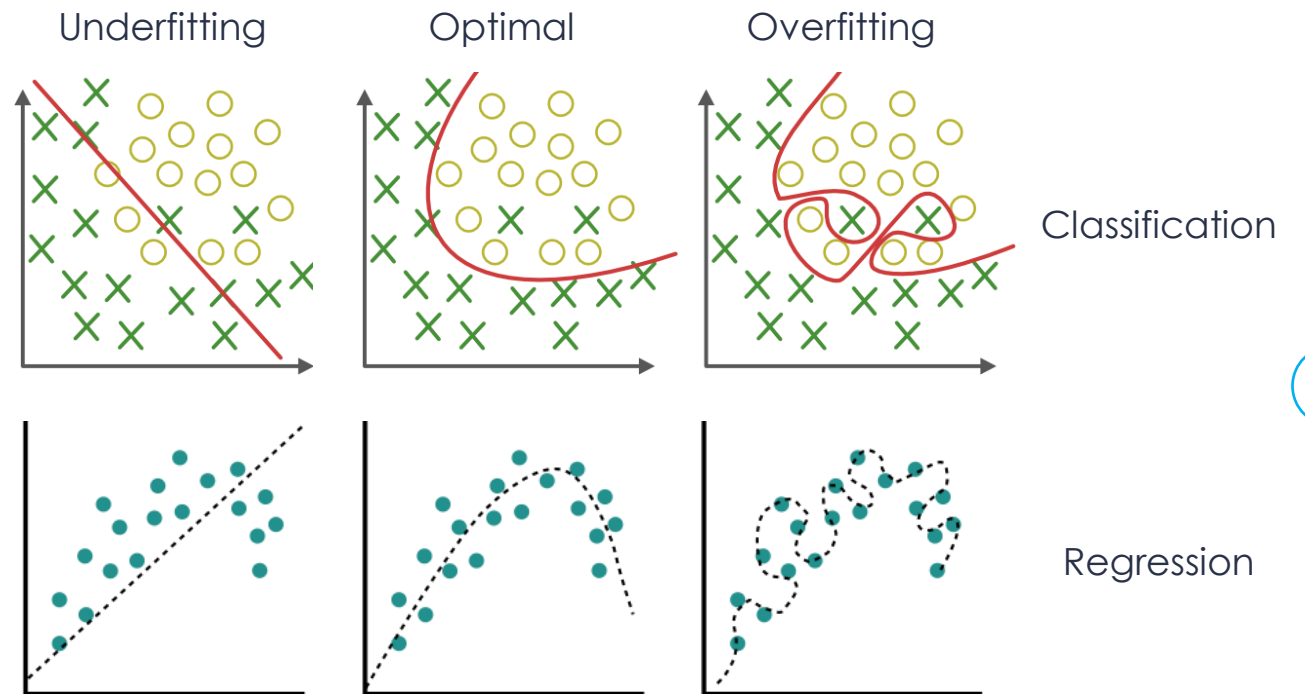 Underfitting
Optimal
Overfitting
Classification
Regression